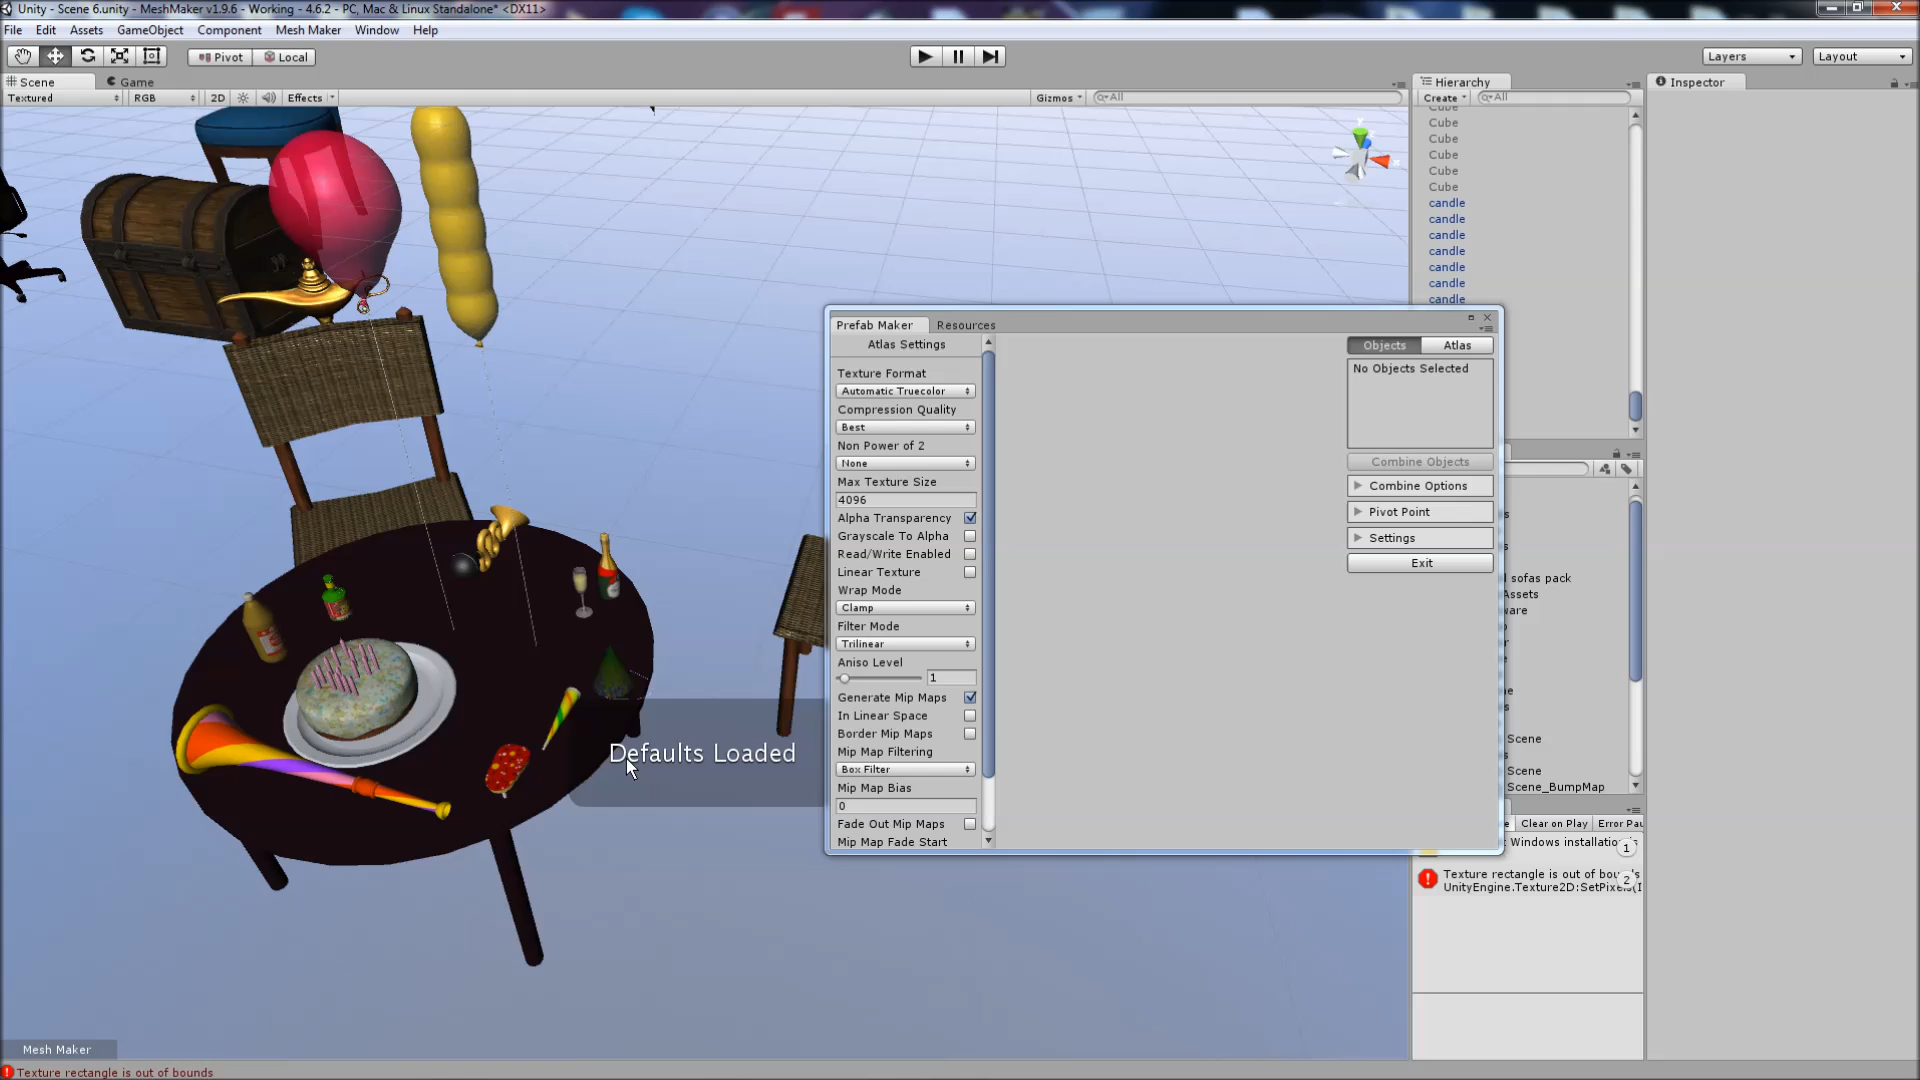 Unity - Scene 6.unity - MeshMaker v1.9.6 - Working - 4.6.2 - PC, Mac & Linux Standalone* <DX11>
File Edit Assets GameObject Component Mesh Maker Window Help
Pivot Local Layers Layout
Scene Game Hierarchy Inspector
Textured RGB 2D Effects Gizmos All Create All
Cube
Cube
Cube
Cube
Cube
Cube
candle
candle
candle
candle
candle
candle
candle
Prefab Maker Resources
Atlas Settings
Texture Format
Automatic Truecolor
Compression Quality
Best
Non Power of 2
None
Max Texture Size
4096
Alpha Transparency
Grayscale To Alpha
Read/Write Enabled
Linear Texture
Wrap Mode
Clamp
Filter Mode
Trilinear
Aniso Level
1
Generate Mip Maps
In Linear Space
Border Mip Maps
Mip Map Filtering
Box Filter
Mip Map Bias
0
Fade Out Mip Maps
Mip Map Fade Start
Objects Atlas
No Objects Selected
Combine Objects
Combine Options
Pivot Point
Settings
Exit
sofas pack
Assets
Scene
Scene
Scene_BumpMap
Clear on Play Error Pau
Windows installation
1
Texture rectangle is out of bounds
2
UnityEngine.Texture2D:SetPixels(I
Defaults Loaded
Mesh Maker
Texture rectangle is out of bounds